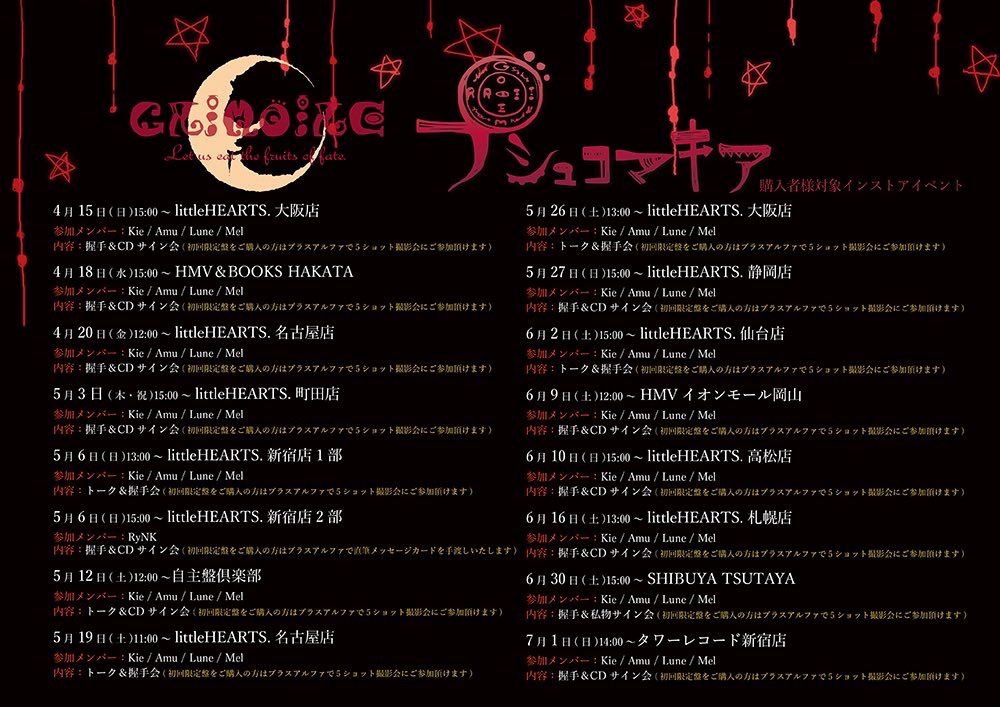 GRIMOIRE
Let us eat the fruits of fate.
プシュコマキア
購入者様対象インストアイベント
4月15日(日)15:00～ littleHEARTS. 大阪店
参加メンバー：Kie / Amu / Lune / Mel
内容：握手＆CDサイン会(初回限定盤をご購入の方はプラスアルファで5ショット撮影会にご参加頂けます)
4月18日(水)15:00～ HMV＆BOOKS HAKATA
参加メンバー：Kie / Amu / Lune / Mel
内容：握手＆CDサイン会(初回限定盤をご購入の方はプラスアルファで5ショット撮影会にご参加頂けます)
4月20日(金)12:00～ littleHEARTS. 名古屋店
参加メンバー：Kie / Amu / Lune / Mel
内容：握手＆CDサイン会(初回限定盤をご購入の方はプラスアルファで5ショット撮影会にご参加頂けます)
5月3日(木・祝)15:00～ littleHEARTS. 町田店
参加メンバー：Kie / Amu / Lune / Mel
内容：握手＆CDサイン会(初回限定盤をご購入の方はプラスアルファで5ショット撮影会にご参加頂けます)
5月6日(日)13:00～ littleHEARTS. 新宿店1部
参加メンバー：Kie / Amu / Lune / Mel
内容：トーク＆握手会(初回限定盤をご購入の方はプラスアルファで5ショット撮影会にご参加頂けます)
5月6日(日)15:00～ littleHEARTS. 新宿店2部
参加メンバー：RyNK
内容：握手＆CDサイン会(初回限定盤をご購入の方はプラスアルファで直筆メッセージカードを手渡しいたします)
5月12日(土)12:00～自主盤倶楽部
参加メンバー：Kie / Amu / Lune / Mel
内容：トーク＆CDサイン会(初回限定盤をご購入の方はプラスアルファで5ショット撮影会にご参加頂けます)
5月19日(土)11:00～ littleHEARTS. 名古屋店
参加メンバー：Kie / Amu / Lune / Mel
内容：トーク＆握手会(初回限定盤をご購入の方はプラスアルファで5ショット撮影会にご参加頂けます)
5月26日(土)13:00～ littleHEARTS. 大阪店
参加メンバー：Kie / Amu / Lune / Mel
内容：トーク＆握手会(初回限定盤をご購入の方はプラスアルファで5ショット撮影会にご参加頂けます)
5月27日(日)15:00～ littleHEARTS. 静岡店
参加メンバー：Kie / Amu / Lune / Mel
内容：握手＆CDサイン会(初回限定盤をご購入の方はプラスアルファで5ショット撮影会にご参加頂けます)
6月2日(土)15:00～ littleHEARTS. 仙台店
参加メンバー：Kie / Amu / Lune / Mel
内容：トーク＆握手会(初回限定盤をご購入の方はプラスアルファで5ショット撮影会にご参加頂けます)
6月9日(土)12:00～ HMV イオンモール岡山
参加メンバー：Kie / Amu / Lune / Mel
内容：握手＆CDサイン会(初回限定盤をご購入の方はプラスアルファで5ショット撮影会にご参加頂けます)
6月10日(日)15:00～ littleHEARTS. 高松店
参加メンバー：Kie / Amu / Lune / Mel
内容：握手＆CDサイン会(初回限定盤をご購入の方はプラスアルファで5ショット撮影会にご参加頂けます)
6月16日(土)13:00～ littleHEARTS. 札幌店
参加メンバー：Kie / Amu / Lune / Mel
内容：握手＆CDサイン会(初回限定盤をご購入の方はプラスアルファで5ショット撮影会にご参加頂けます)
6月30日(土)15:00～ SHIBUYA TSUTAYA
参加メンバー：Kie / Amu / Lune / Mel
内容：握手＆私物サイン会(初回限定盤をご購入の方はプラスアルファで5ショット撮影会にご参加頂けます)
7月1日(日)14:00～タワーレコード新宿店
参加メンバー：Kie / Amu / Lune / Mel
内容：握手＆CDサイン会(初回限定盤をご購入の方はプラスアルファで5ショット撮影会にご参加頂けます)